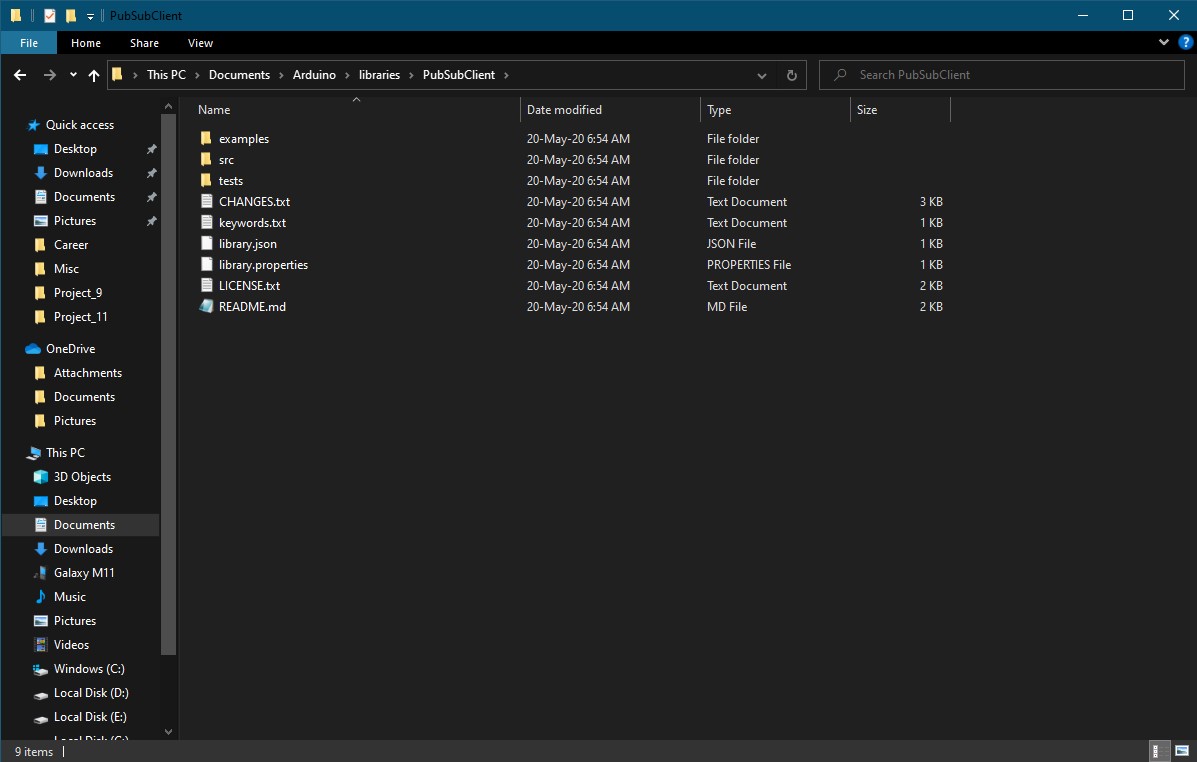 PubSubClient
File Home Share View
This PC Documents Arduino libraries PubSubClient
Search PubSubClient
Name Date modified Type Size
Quick access
Desktop
Downloads
Documents
Pictures
Career
Misc
Project_9
Project_11
OneDrive
Attachments
Documents
Pictures
This PC
3D Objects
Desktop
Documents
Downloads
Galaxy M11
Music
Pictures
Videos
Windows (C:)
Local Disk (D:)
Local Disk (E:)
Local Disk (G:)
examples 20-May-20 6:54 AM File folder
src 20-May-20 6:54 AM File folder
tests 20-May-20 6:54 AM File folder
CHANGES.txt 20-May-20 6:54 AM Text Document 3 KB
keywords.txt 20-May-20 6:54 AM Text Document 1 KB
library.json 20-May-20 6:54 AM JSON File 1 KB
library.properties 20-May-20 6:54 AM PROPERTIES File 1 KB
LICENSE.txt 20-May-20 6:54 AM Text Document 2 KB
README.md 20-May-20 6:54 AM MD File 2 KB
9 items